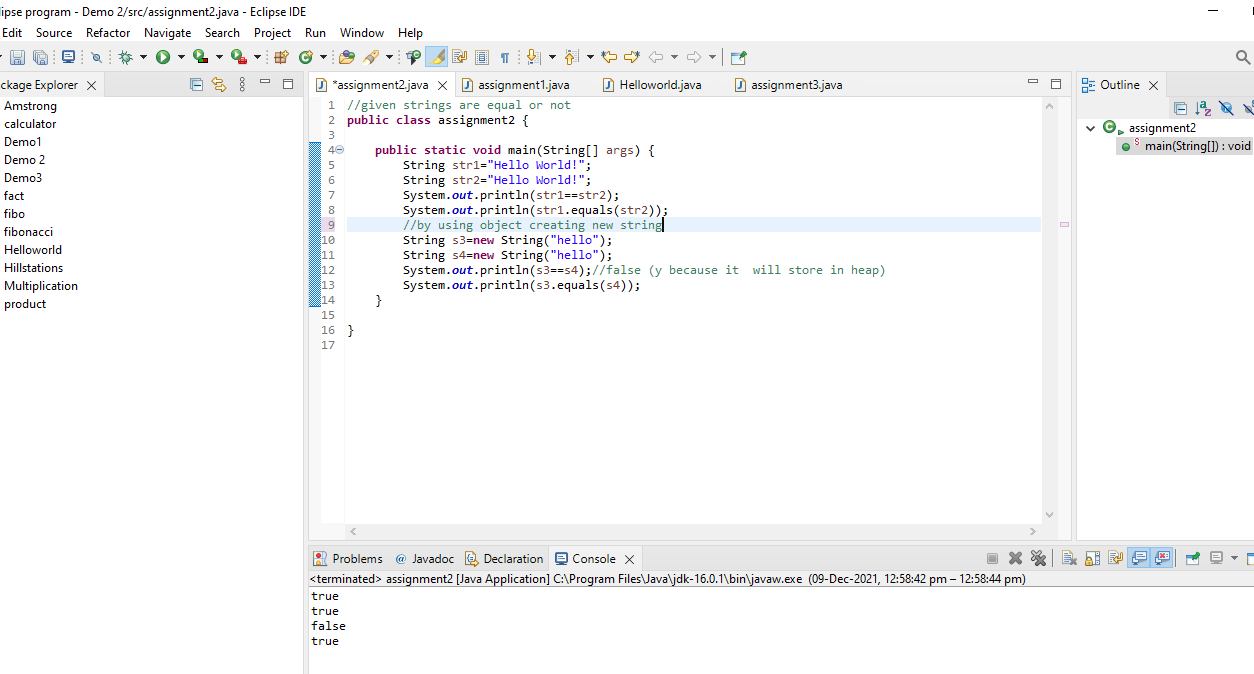 lipse program - Demo 2/src/assignment2.java - Eclipse IDE
Edit Source Refactor Navigate Search Project Run Window Help
ckage Explorer
Amstrong
calculator
Demo1
Demo 2
Demo3
fact
fibo
fibonacci
Helloworld
Hillstations
Multiplication
product
*assignment2.java assignment1.java Helloworld.java assignment3.java
1 //given strings are equal or not
2 public class assignment2 {
3
4 public static void main(String[] args) {
5 String str1="Hello World!";
6 String str2="Hello World!";
7 System.out.println(str1==str2);
8 System.out.println(str1.equals(str2));
9 //by using object creating new string
10 String s3=new String("hello");
11 String s4=new String("hello");
12 System.out.println(s3==s4);//false (y because it  will store in heap)
13 System.out.println(s3.equals(s4));
14 }
15
16 }
17
Outline
assignment2
main(String[]) : void
Problems @ Javadoc Declaration Console
<terminated> assignment2 [Java Application] C:\Program Files\Java\jdk-16.0.1\bin\javaw.exe (09-Dec-2021, 12:58:42 pm – 12:58:44 pm)
true
true
false
true